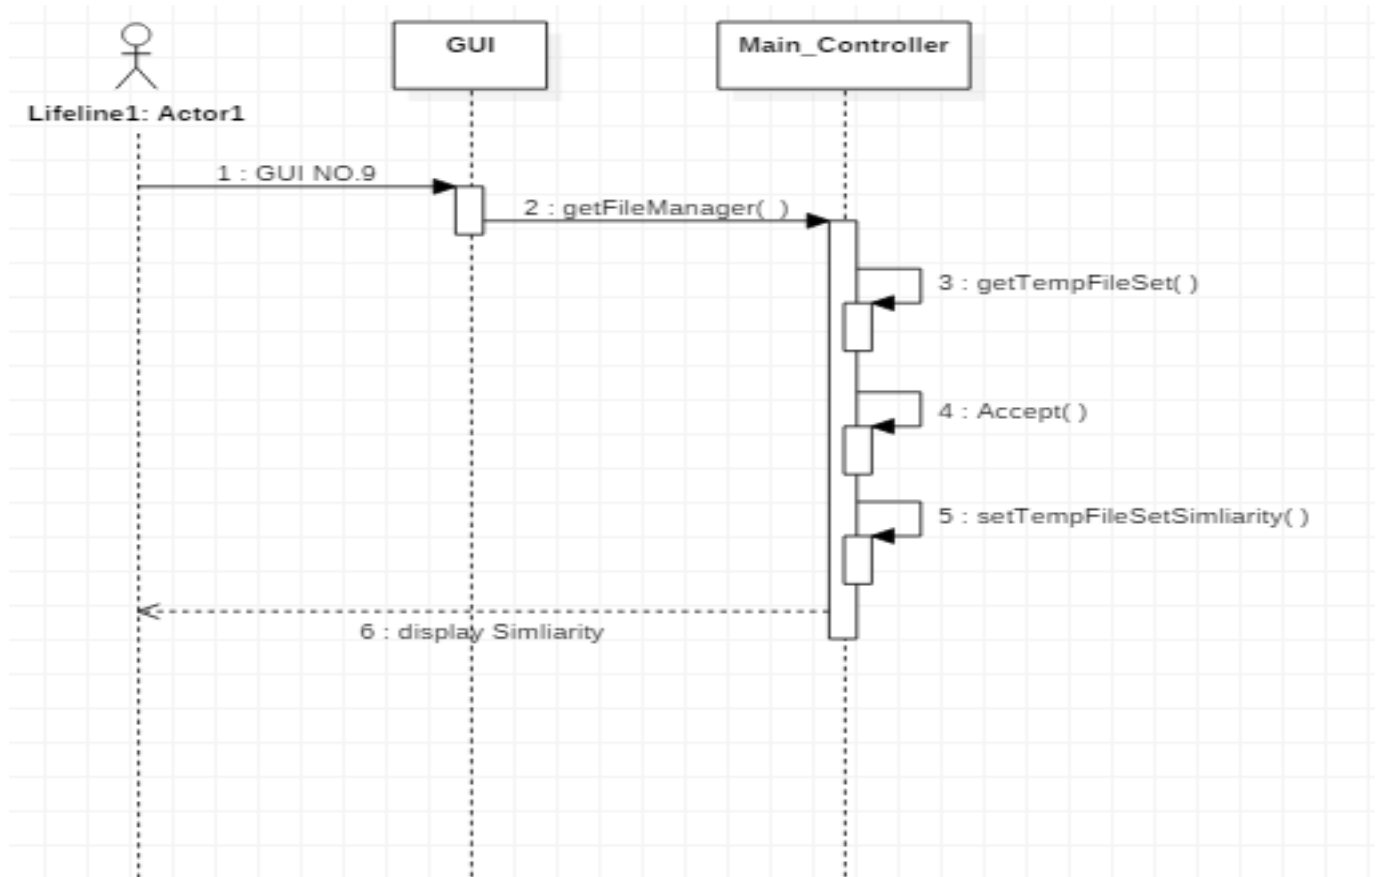 GUI
Main_Controller
Lifeline1: Actor1
1 : GUI NO.9
2 : getFileManager( )
3 : getTempFileSet( )
4 : Accept( )
5 : setTempFileSetSimliarity( )
6 : display Simliarity